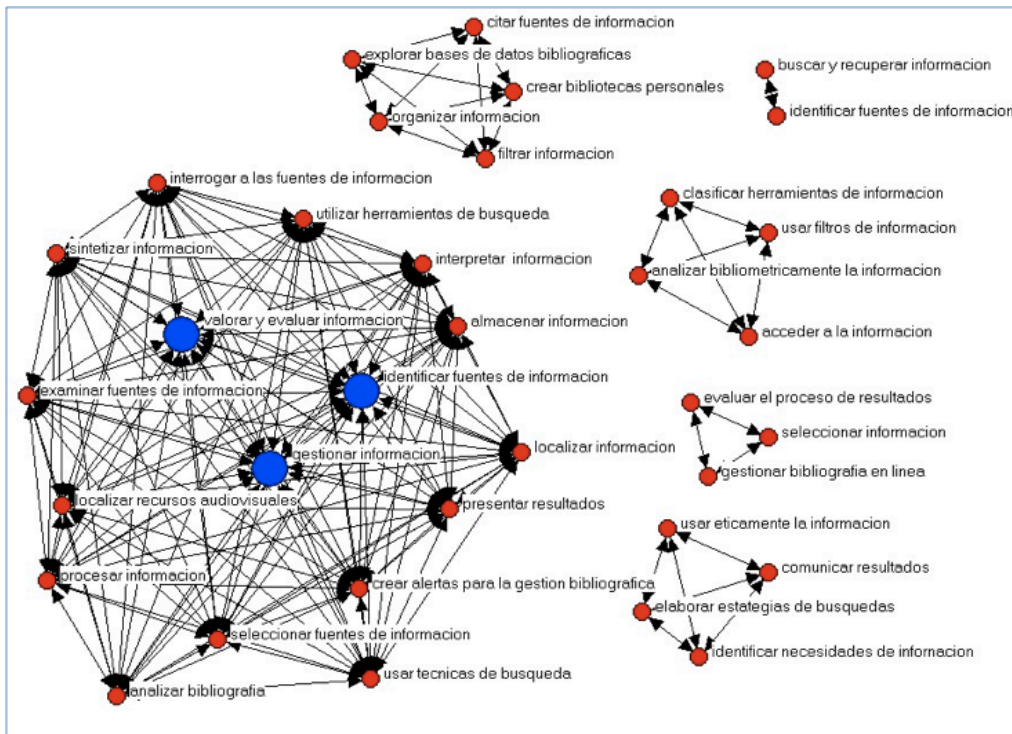 citar fuentes de informacion
explorar bases de datos bibliograficas
crear bibliotecas personales
organizar informacion
filtrar informacion
buscar y recuperar informacion
identificar fuentes de informacion
interrogar a las fuentes de informacion
utilizar herramientas de busqueda
sintetizar informacion
interpretar informacion
valorar y evaluar informacion
almacenar informacion
identificar fuentes de informacion
examinar fuentes de informacion
gestionar informacion
localizar informacion
localizar recursos audiovisuales
presentar resultados
procesar informacion
crear alertas para la gestion bibliografica
seleccionar fuentes de informacion
usar tecnicas de busqueda
analizar bibliografia
clasificar herramientas de informacion
usar filtros de informacion
analizar bibliometricamente la informacion
acceder a la informacion
evaluar el proceso de resultados
seleccionar informacion
gestionar bibliografia en linea
usar eticamente la informacion
comunicar resultados
elaborar estategias de busquedas
identificar necesidades de infornacion